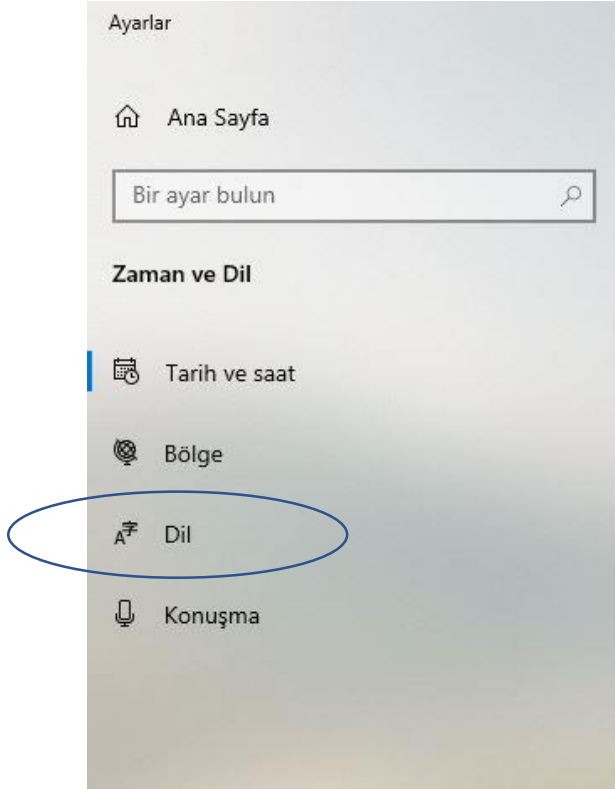 Ayarlar
Ana Sayfa
Bir ayar bulun
Zaman ve Dil
Tarih ve saat
Bölge
Dil
Konuşma